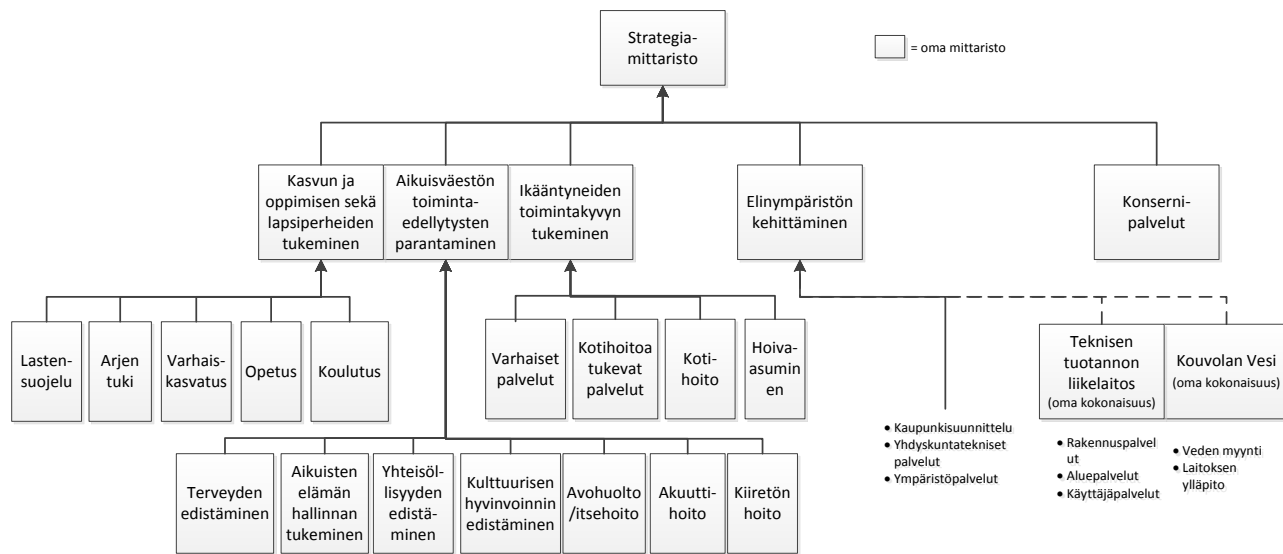 Strategia-
mittaristo
= oma mittaristo
Kasvun ja
oppimisen sekä
lapsiperheiden
tukeminen
Aikuisväestön
toiminta-
edellytysten
parantaminen
Ikääntyneiden
toimintakyvyn
tukeminen
Elinympäristön
kehittäminen
Konserni-
palvelut
Lasten-
suojelu
Arjen
tuki
Varhais-
kasvatus
Opetus
Koulutus
Varhaiset
palvelut
Kotihoitoa
tukevat
palvelut
Koti-
hoito
Hoiva-
asumin
en
Teknisen
tuotannon
liikelaitos
(oma kokonaisuus)
Kouvolan Vesi
(oma kokonaisuus)
• Kaupunkisuunnittelu
• Yhdyskuntatekniset
palvelut
• Ympäristöpalvelut
• Rakennuspalvel
ut
• Aluepalvelut
• Käyttäjäpalvelut
• Veden myynti
• Laitoksen
ylläpito
Terveyden
edistäminen
Aikuisten
elämän
hallinnan
tukeminen
Yhteisöl-
lisyyden
edistä-
minen
Kulttuurisen
hyvinvoinnin
edistäminen
Avohuolto
/itsehoito
Akuutti-
hoito
Kiiretön
hoito